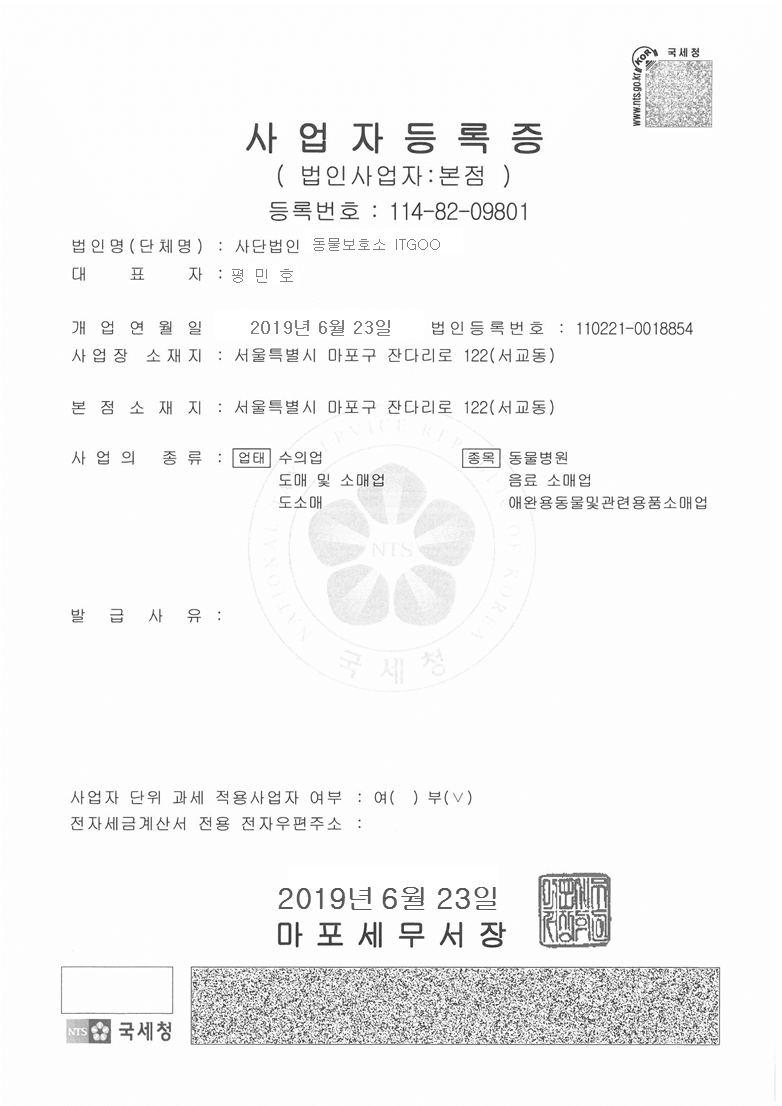 국세청
www.nts.go.kr
KOR
사업자등록증
( 법인사업자:본점 )
등록번호 : 114-82-09801
법인명(단체명) : 사단법인 동물보호소 ITGOO
대 표 자 : 평 민 호
개 업 연 월 일 2019년 6월 23일 법인등록번호 : 110221-0018854
사업장 소재지 : 서울특별시 마포구 잔다리로 122(서교동)
본 점 소 재 지 : 서울특별시 마포구 잔다리로 122(서교동)
사 업 의 종 류 : 업태 수의업 종목 동물병원
도매 및 소매업 음료 소매업
도소매 애완용동물및관련용품소매업
NATIONAL TAX SERVICE REPUBLIC OF KOREA
NTS
국세청
발 급 사 유 :
사업자 단위 과세 적용사업자 여부 : 여( ) 부(∨)
전자세금계산서 전용 전자우편주소 :
2019년 6월 23일
마포세무서장
NTS 국세청